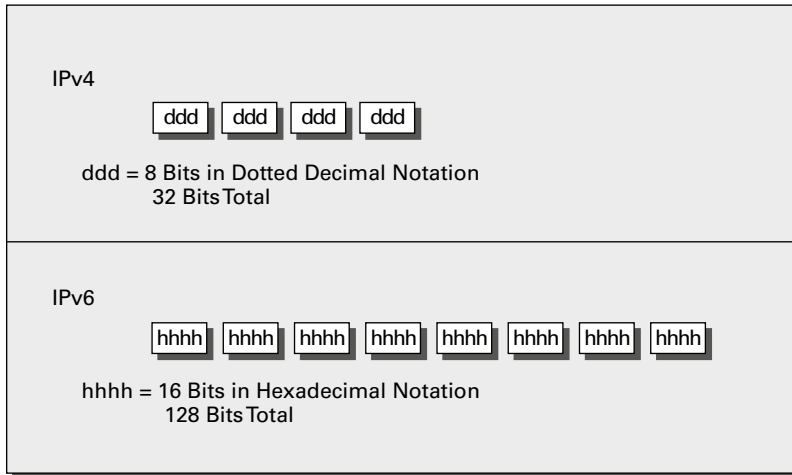 IPv4
ddd ddd ddd ddd
ddd = 8 Bits in Dotted Decimal Notation
32 Bits Total
IPv6
hhhh hhhh hhhh hhhh hhhh hhhh hhhh hhhh
hhhh = 16 Bits in Hexadecimal Notation
128 Bits Total